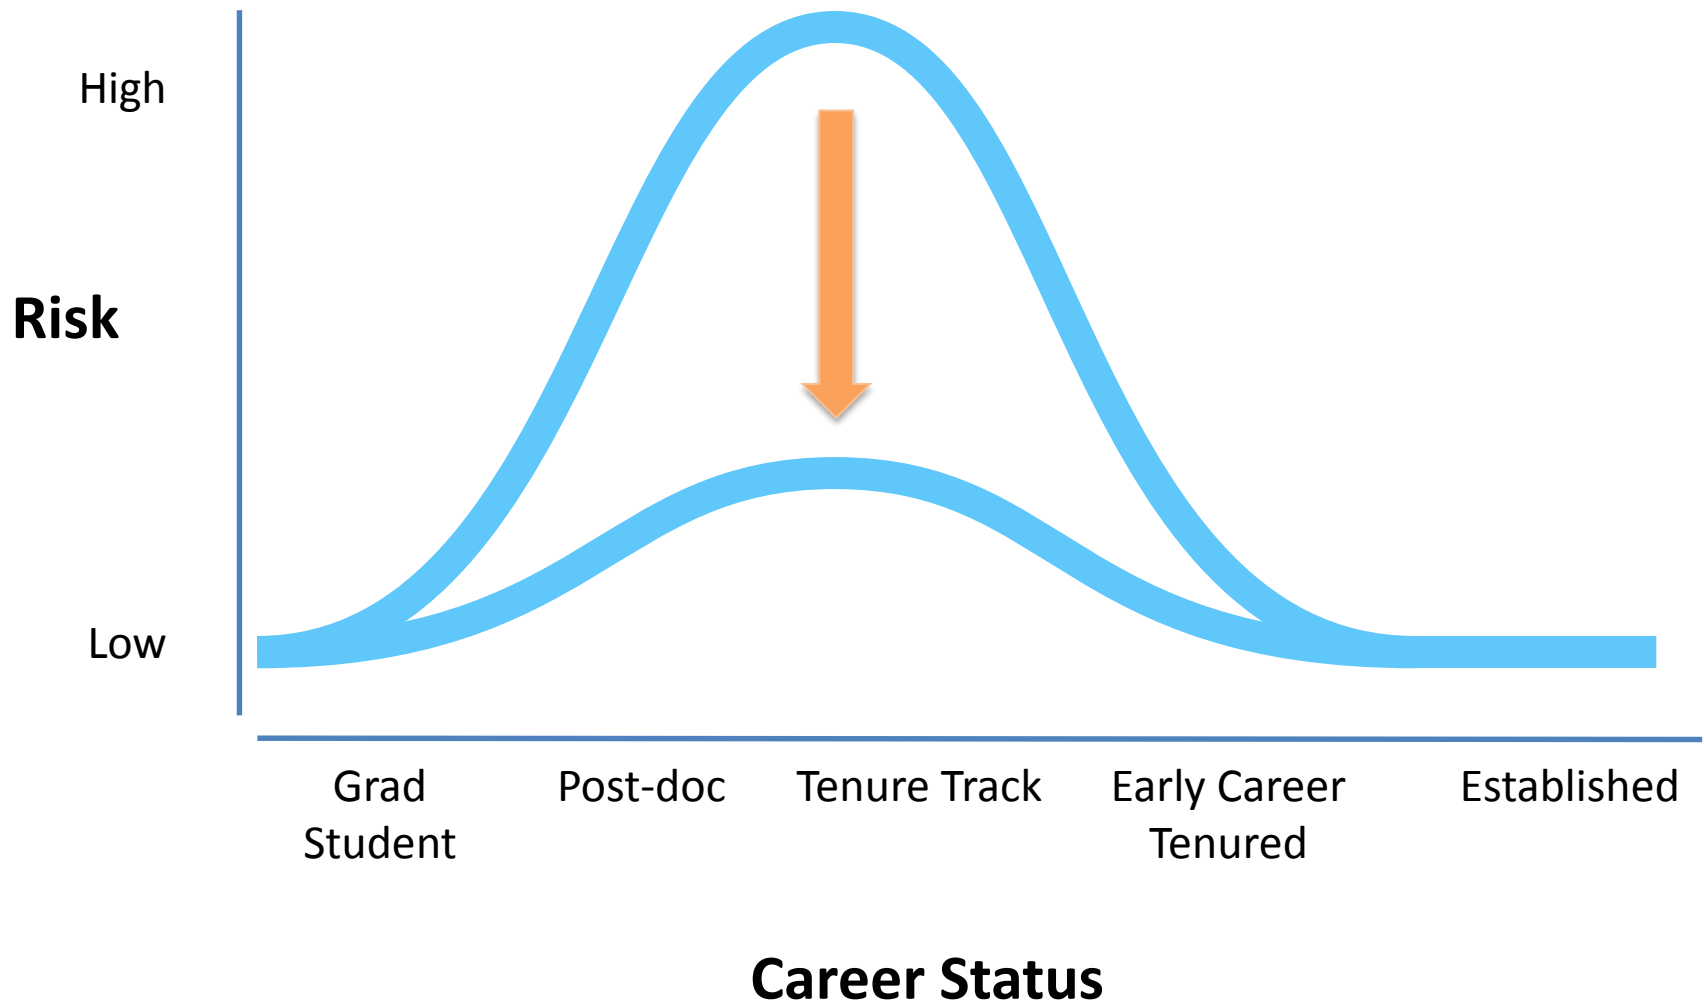 High
Risk
Low
Grad
Student
Post-doc
Tenure Track
Early Career
Tenured
Established
Career Status